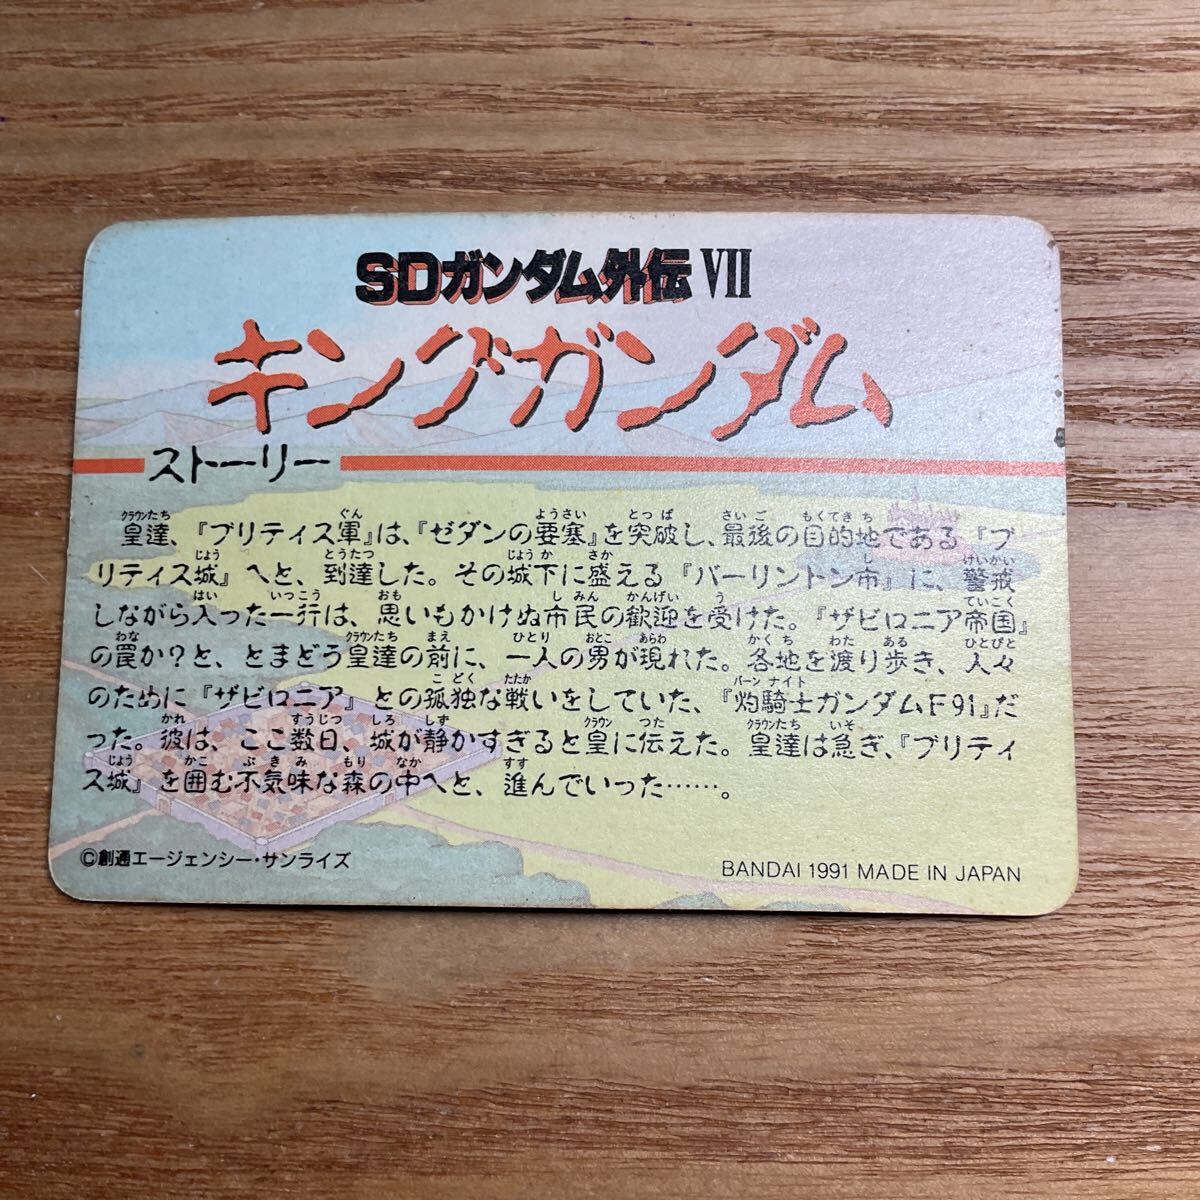 SDガンダム外伝 VII
キングガンダム
ストーリー
皇達、『ブリティス軍』は、『ゼダンの要塞』を突破し、最後の目的地である『ブ
リティス城』へと、到達した。その城下に盛える『バーリントン市』に、警戒
しながら入った一行は、思いもかけぬ市民の歓迎を受けた。『ザビロニア帝国』
の罠か?と、とまどう皇達の前に、一人の男が現れた。各地を渡り歩き、人々
のために『ザビロニア』との孤独な戦いをしていた、『灼騎士ガンダムF91』だ
った。彼は、ここ数日、城が静かすぎると皇に伝えた。皇達は急ぎ、『ブリティ
ス城』を囲む不気味な森の中へと、進んでいった……。
©創通エージェンシー・サンライズ
BANDAI 1991 MADE IN JAPAN